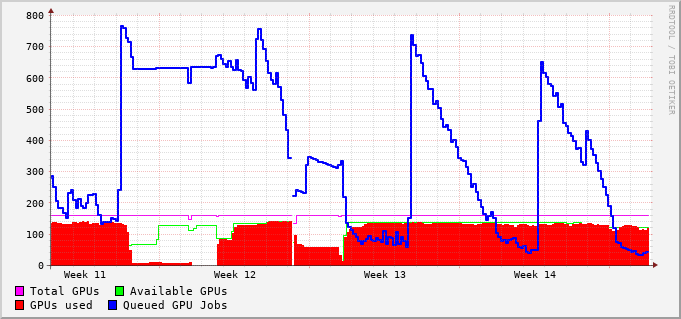 800
700
600
500
400
300
200
100
0
Week 11 Week 12 Week 13 Week 14
Total GPUs Available GPUs
GPUs used Queued GPU Jobs
RRDTOOL / TOBI OETIKER